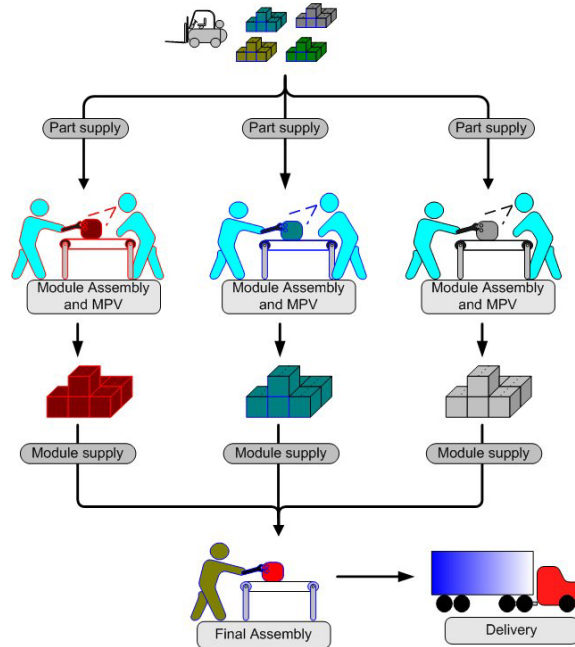 Part supply
Part supply
Part supply
Module Assembly
and MPV
Module Assembly
and MPV
Module Assembly
and MPV
Module supply
Module supply
Module supply
Final Assembly
Delivery